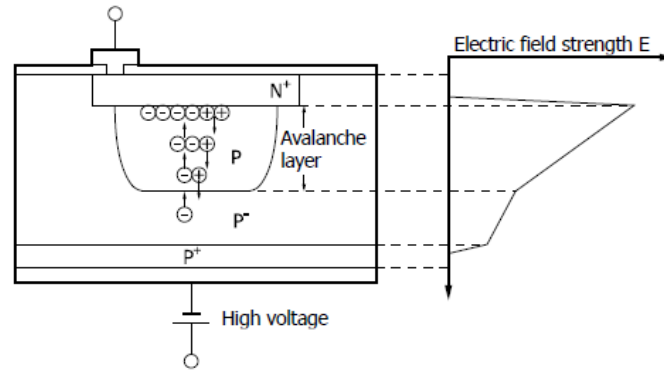 Electric field strength E
N⁺
⊖⊖⊖⊖⊕⊕
Avalanche
layer
⊖⊖⊕
P
⊖⊕
⊖
P⁻
P⁺
High voltage